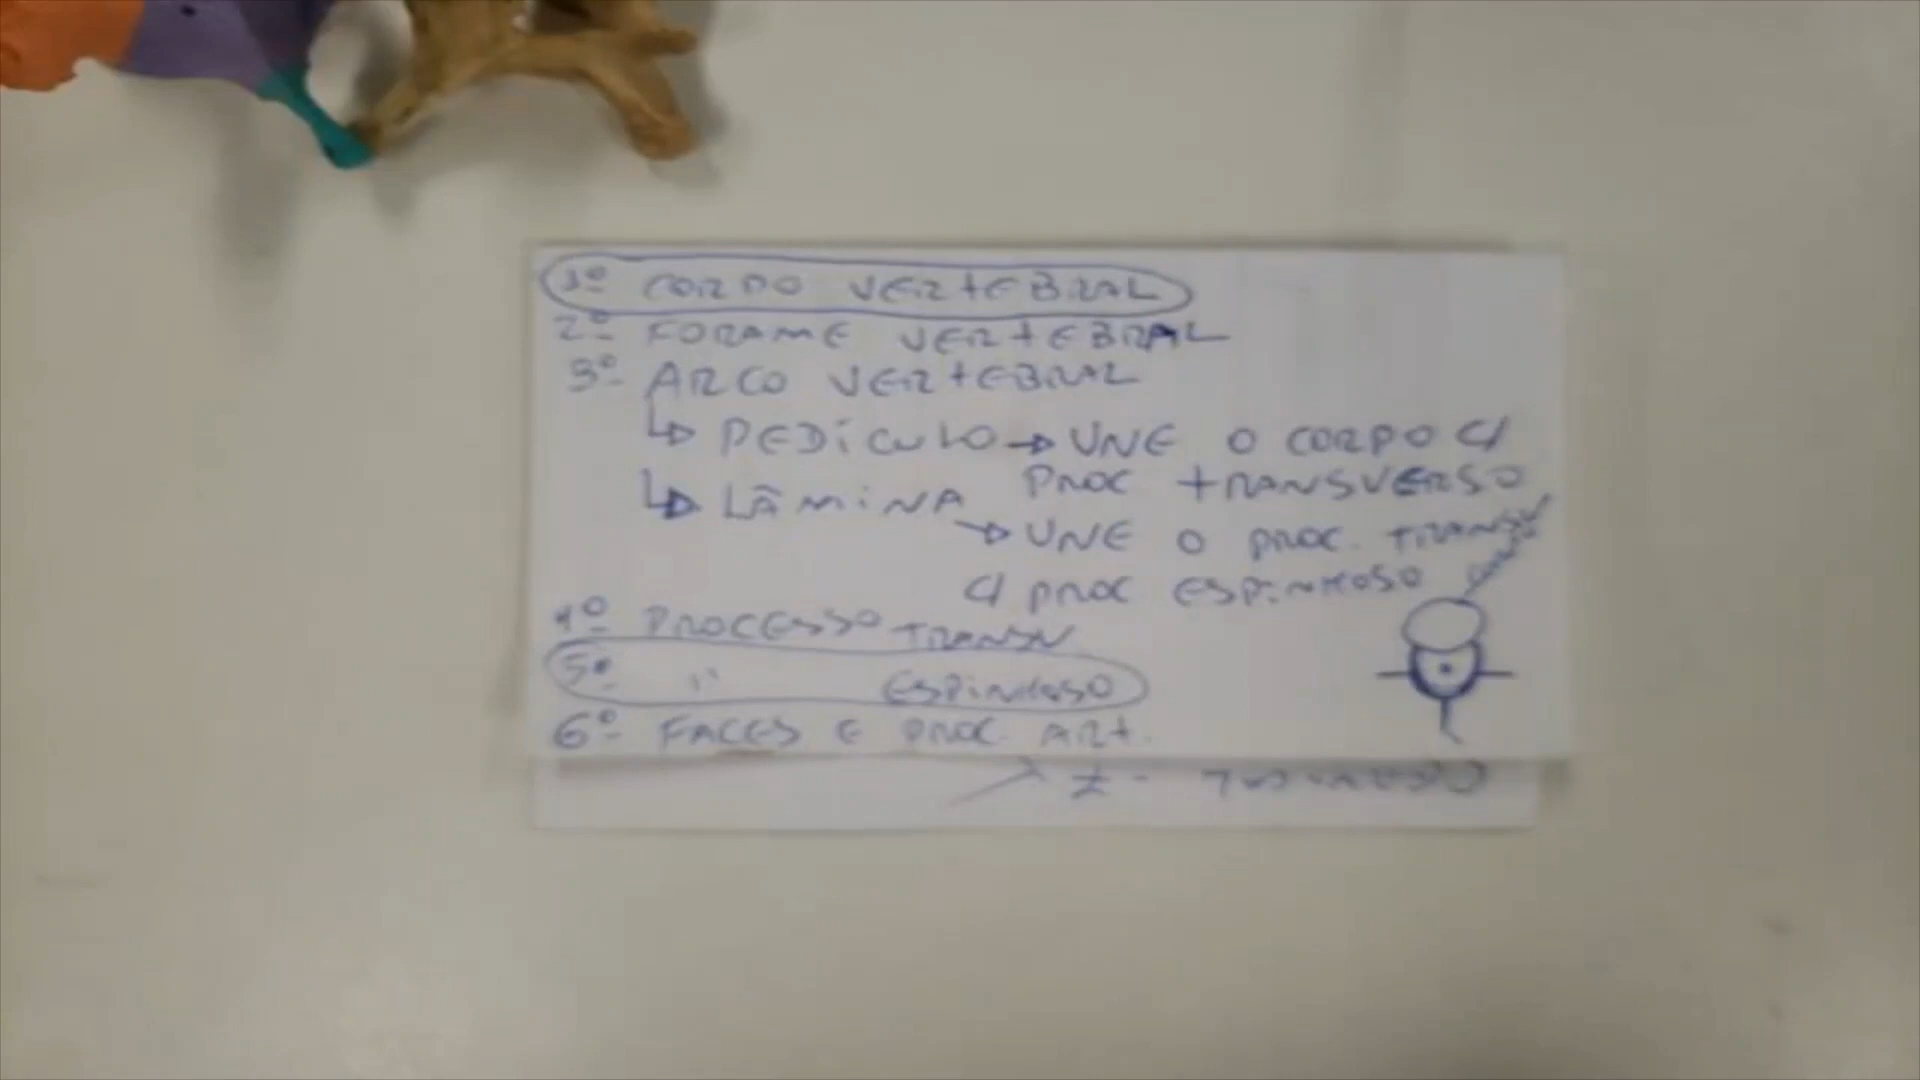 1º CORPO VERTEBRAL
2º FORAME VERTEBRAL
3º ARCO VERTEBRAL
↳ PEDÍCULO → UNE O CORPO C/
PROC TRANSVERSO
↳ LÂMINA
→ UNE O PROC. TRANSV
C/ PROC ESPINHOSO
4º PROCESSO TRANSV
5º " ESPINHOSO
6º FACES E PROC. ART.